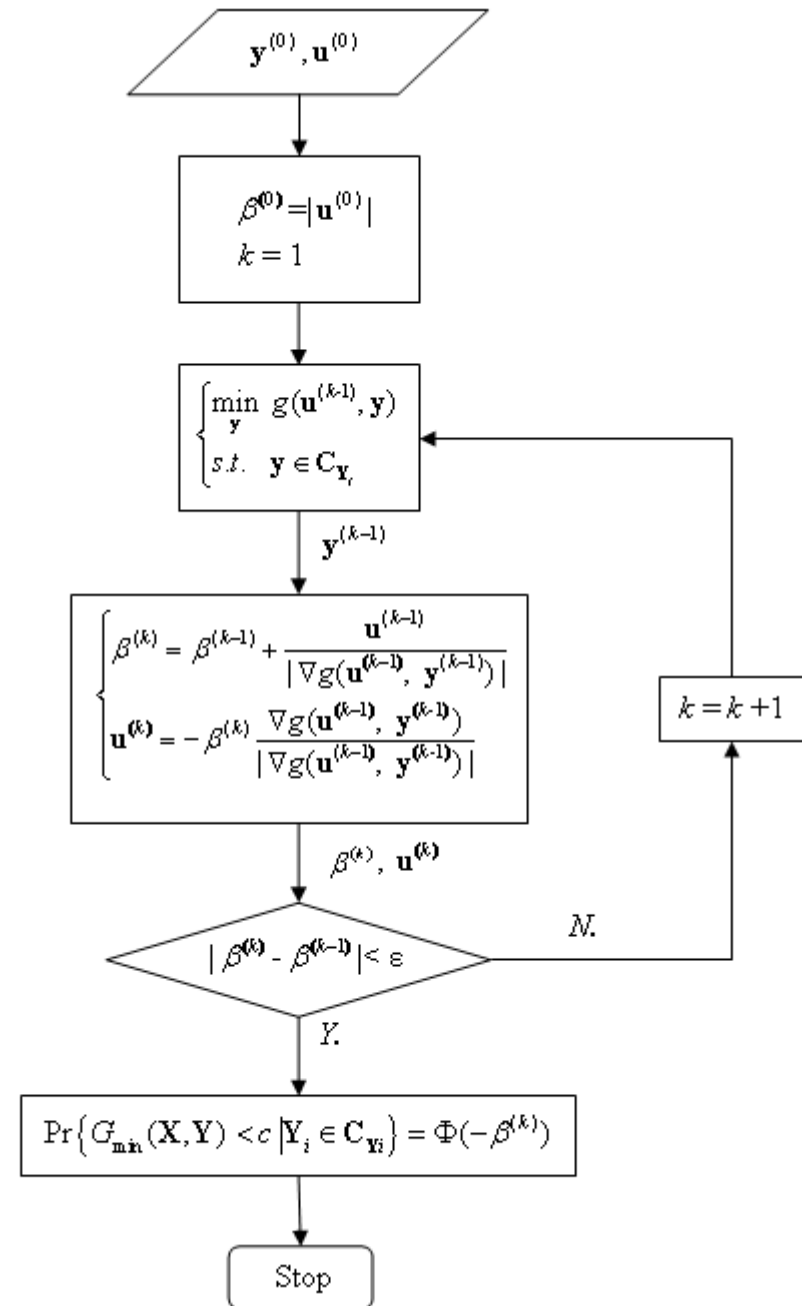 y^(0), u^(0)
β^(0)=|u^(0)|
k = 1
min_y g(u^(k-1), y)
s.t. y ∈ C_Y_i
y^(k-1)
β^(k) = β^(k-1) + u^(k-1) / |∇g(u^(k-1), y^(k-1))|
u^(k) = - β^(k) ∇g(u^(k-1), y^(k-1)) / |∇g(u^(k-1), y^(k-1))|
k = k +1
β^(k), u^(k)
| β^(k) - β^(k-1) |< ε
N.
Y.
Pr{G_min(X,Y) < c |Y_i ∈ C_Yi} = Φ(-β^(k))
Stop